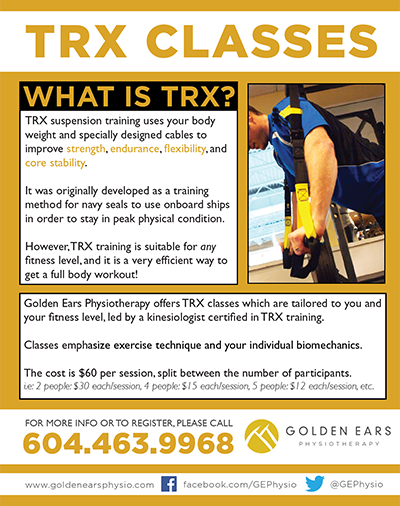 TRX CLASSES
WHAT IS TRX?
TRX suspension training uses your body
weight and specially designed cables to
improve strength, endurance, flexibility, and
core stability.
It was originally developed as a training
method for navy seals to use onboard ships
in order to stay in peak physical condition.
However, TRX training is suitable for any
fitness level, and it is a very efficient way to
get a full body workout!
Golden Ears Physiotherapy offers TRX classes which are tailored to you and
your fitness level, led by a kinesiologist certified in TRX training.
Classes emphasize exercise technique and your individual biomechanics.
The cost is $60 per session, split between the number of participants.
i.e: 2 people: $30 each/session, 4 people: $15 each/session, 5 people: $12 each/session, etc.
FOR MORE INFO OR TO REGISTER, PLEASE CALL
604.463.9968
GOLDEN EARS
PHYSIOTHERAPY
www.goldenearsphysio.com facebook.com/GEPhysio @GEPhysio